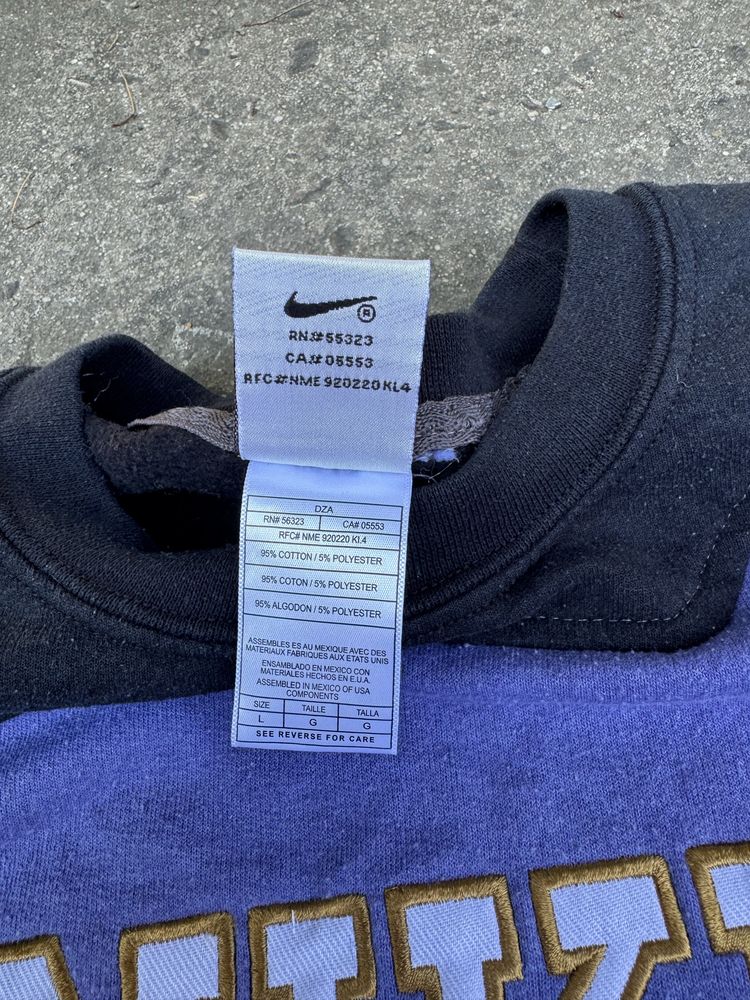 R
RN#55323
CA#05553
RFC#NME 920220 KL4
DZA
RN# 56323 CA# 05553
RFC# NME 920220 KI.4
95% COTTON / 5% POLYESTER
95% COTON / 5% POLYESTER
95% ALGODON / 5% POLYESTER
ASSEMBLES ES AU MEXIQUE AVEC DES
MATERIAUX FABRIQUES AUX ETATS UNIS
ENSAMBLADO EN MEXICO CON
MATERIALES HECHOS EN E.U.A.
ASSEMBLED IN MEXICO OF USA
COMPONENTS
SIZE TAILLE TALLA
L G G
SEE REVERSE FOR CARE